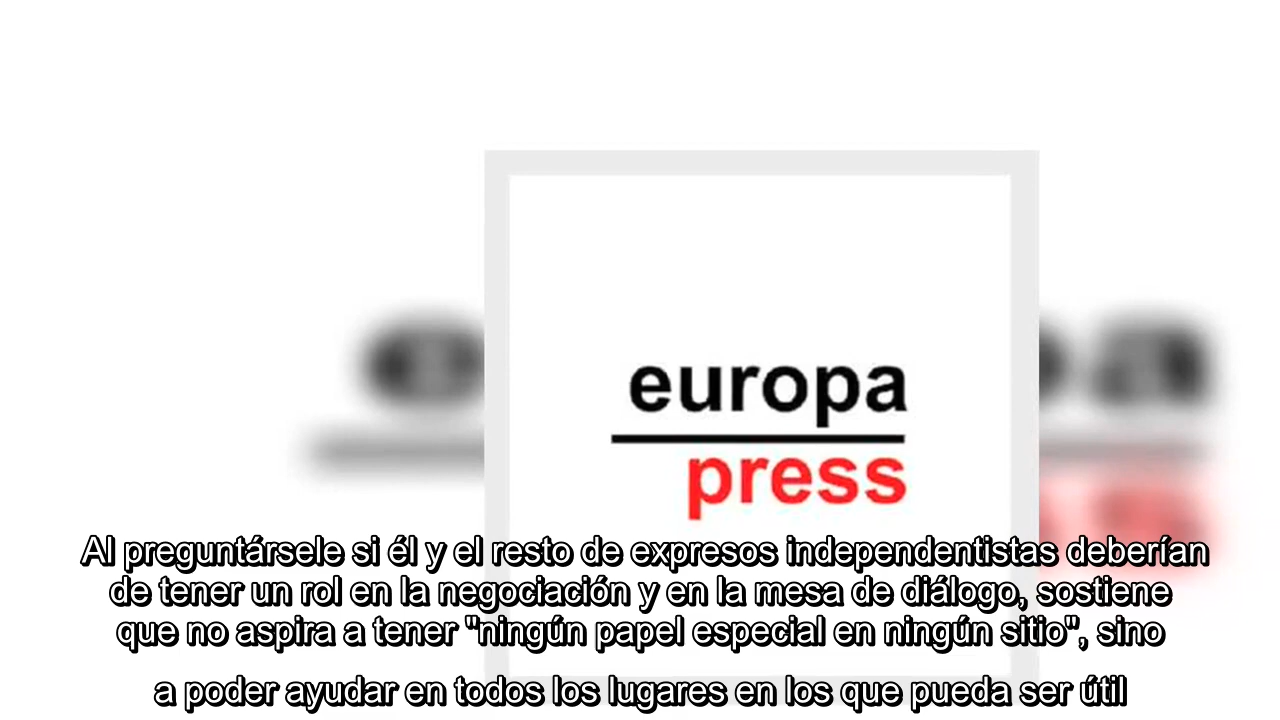 europa
press
Al preguntársele si él y el resto de expresos independentistas deberían
de tener un rol en la negociación y en la mesa de diálogo, sostiene
que no aspira a tener "ningún papel especial en ningún sitio", sino
a poder ayudar en todos los lugares en los que pueda ser útil